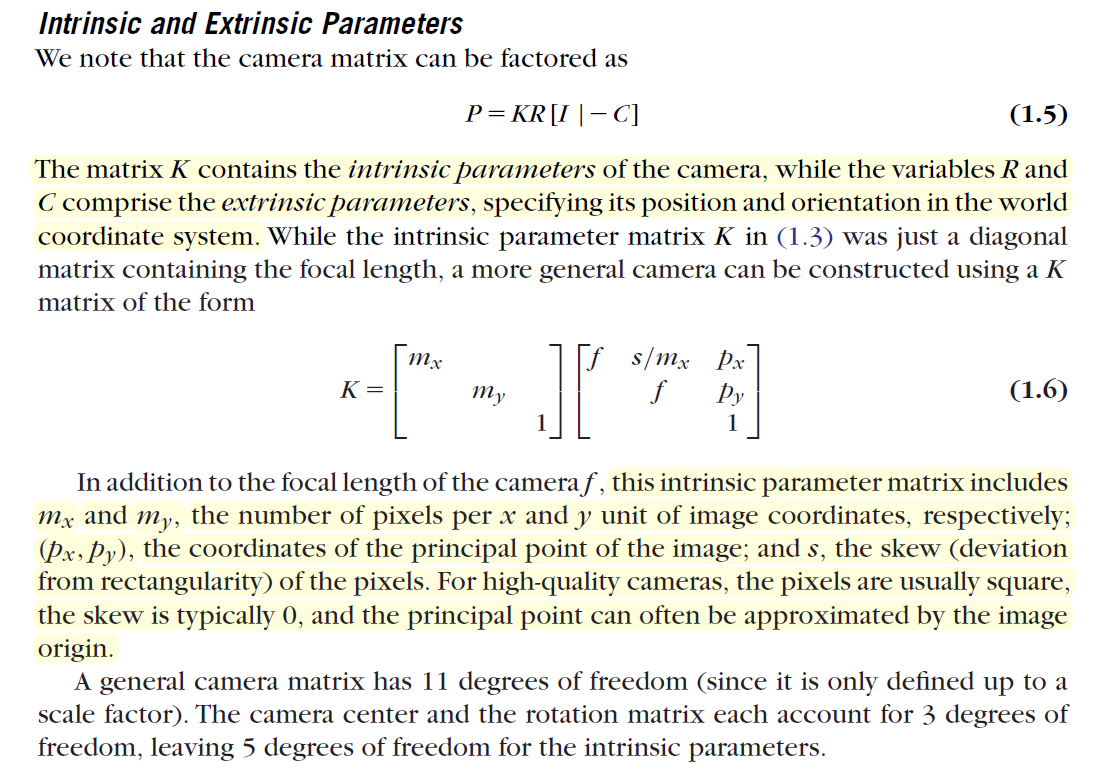 Intrinsic and Extrinsic Parameters
We note that the camera matrix can be factored as
P = KR[I | − C] (1.5)
The matrix K contains the intrinsic parameters of the camera, while the variables R and
C comprise the extrinsic parameters, specifying its position and orientation in the world
coordinate system. While the intrinsic parameter matrix K in (1.3) was just a diagonal
matrix containing the focal length, a more general camera can be constructed using a K
matrix of the form
m_x f s/m_x p_x
K = m_y f p_y (1.6)
1 1
In addition to the focal length of the camera f, this intrinsic parameter matrix includes
m_x and m_y, the number of pixels per x and y unit of image coordinates, respectively;
(p_x, p_y), the coordinates of the principal point of the image; and s, the skew (deviation
from rectangularity) of the pixels. For high-quality cameras, the pixels are usually square,
the skew is typically 0, and the principal point can often be approximated by the image
origin.
A general camera matrix has 11 degrees of freedom (since it is only defined up to a
scale factor). The camera center and the rotation matrix each account for 3 degrees of
freedom, leaving 5 degrees of freedom for the intrinsic parameters.